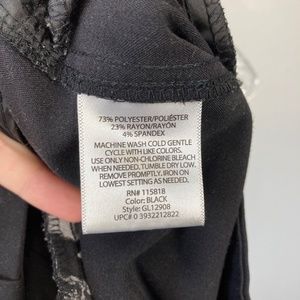 73% POLYESTER/POLIÉSTER
23% RAYON/RAYÓN
4% SPANDEX
MACHINE WASH COLD GENTLE
CYCLE WITH LIKE COLORS.
USE ONLY NON-CHLORINE BLEACH
WHEN NEEDED. TUMBLE DRY LOW.
REMOVE PROMPTLY, IRON ON
LOWEST SETTING AS NEEDED.
RN# 115818
Color: BLACK
Style: GL12908
UPC# 0 3932212822